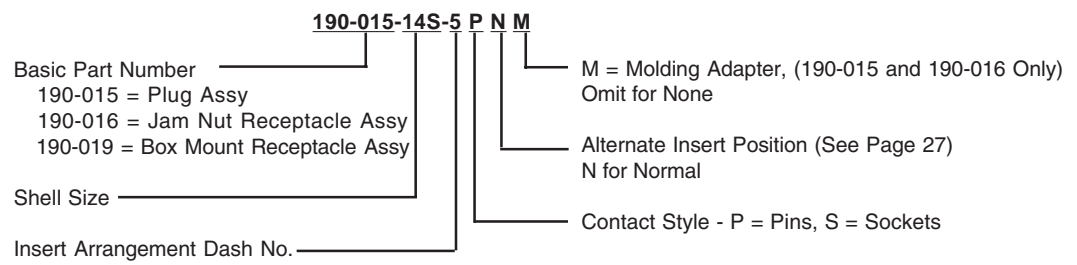 190-015-14S-5 P N M
Basic Part Number
190-015 = Plug Assy
190-016 = Jam Nut Receptacle Assy
190-019 = Box Mount Receptacle Assy
Shell Size
Insert Arrangement Dash No.
M = Molding Adapter, (190-015 and 190-016 Only)
Omit for None
Alternate Insert Position (See Page 27)
N for Normal
Contact Style - P = Pins, S = Sockets